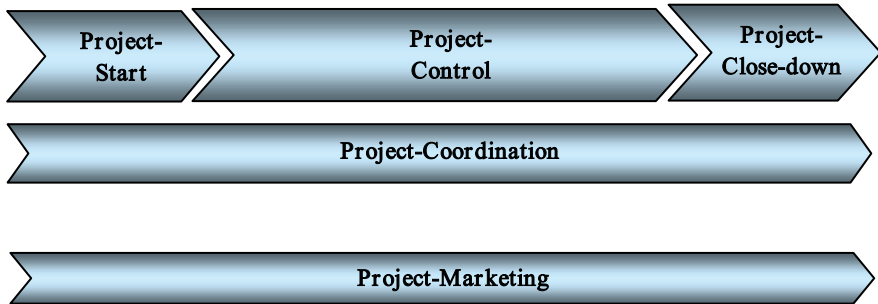 Project-
Start
Project-
Control
Project-
Close-down
Project-Coordination
Project-Marketing